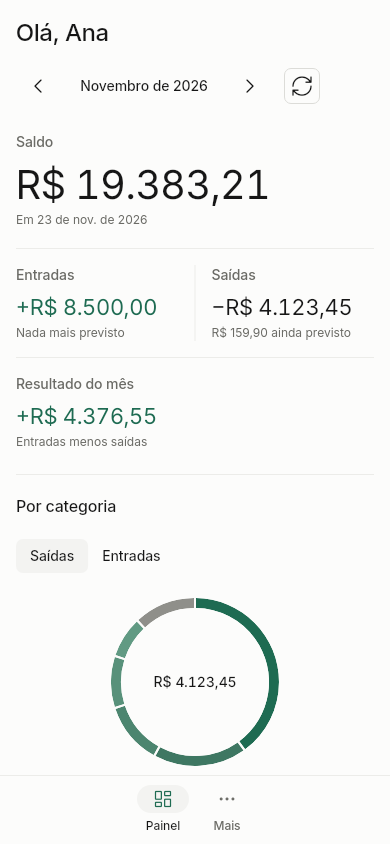 Olá, Ana
Novembro de 2026
Saldo
R$ 19.383,21
Em 23 de nov. de 2026
Entradas
+R$ 8.500,00
Nada mais previsto
Saídas
−R$ 4.123,45
R$ 159,90 ainda previsto
Resultado do mês
+R$ 4.376,55
Entradas menos saídas
Por categoria
Saídas
Entradas
R$ 4.123,45
Painel
Mais